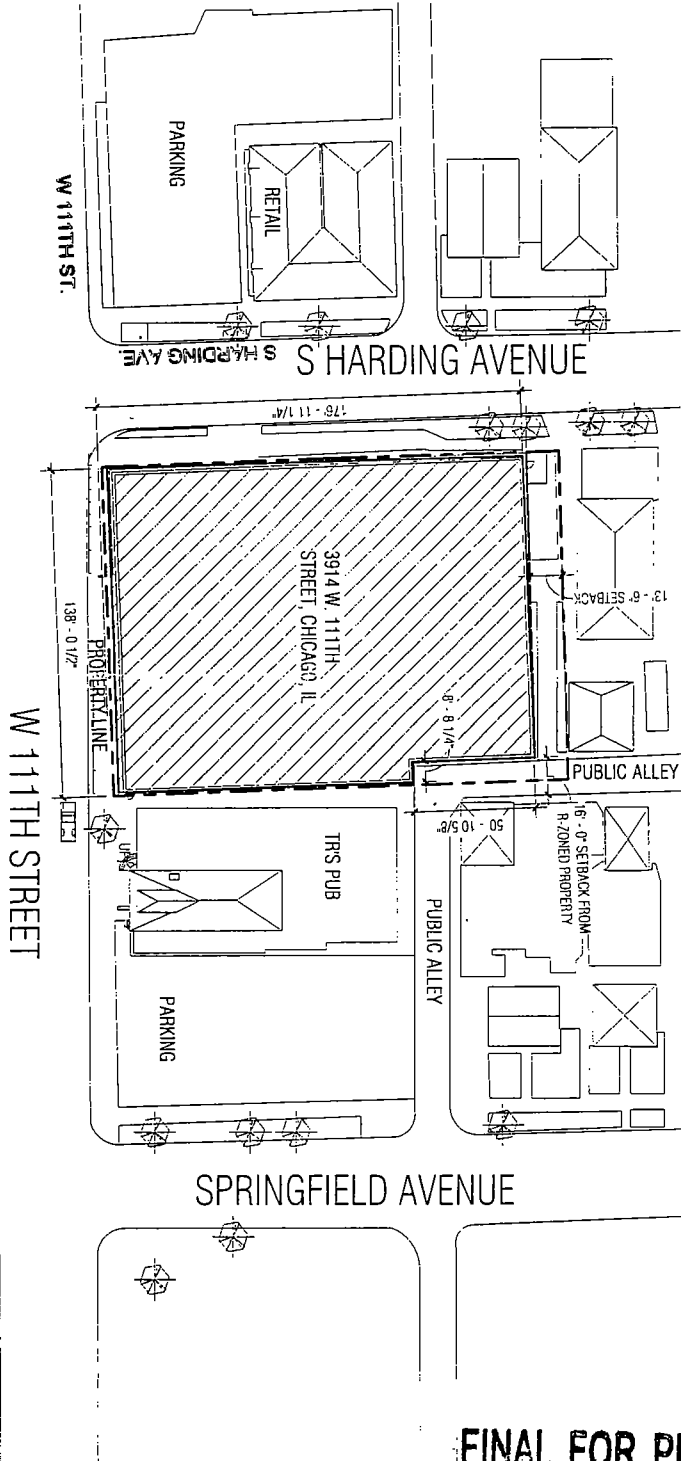 PARKING
RETAIL
W 111TH ST.
S HARDING AVE.
S HARDING AVENUE
176' - 11 1/4"
3914 W. 111TH
STREET, CHICAGO, IL
13' - 6" SETBACK
138' - 0 1/2"
PROPERTY LINE
8' - 8 1/4"
PUBLIC ALLEY
W 111TH STREET
50' - 10 5/8"
16' - 0" SETBACK FROM
R-ZONED PROPERTY
TR'S PUB
PUBLIC ALLEY
PARKING
SPRINGFIELD AVENUE
FINAL FOR